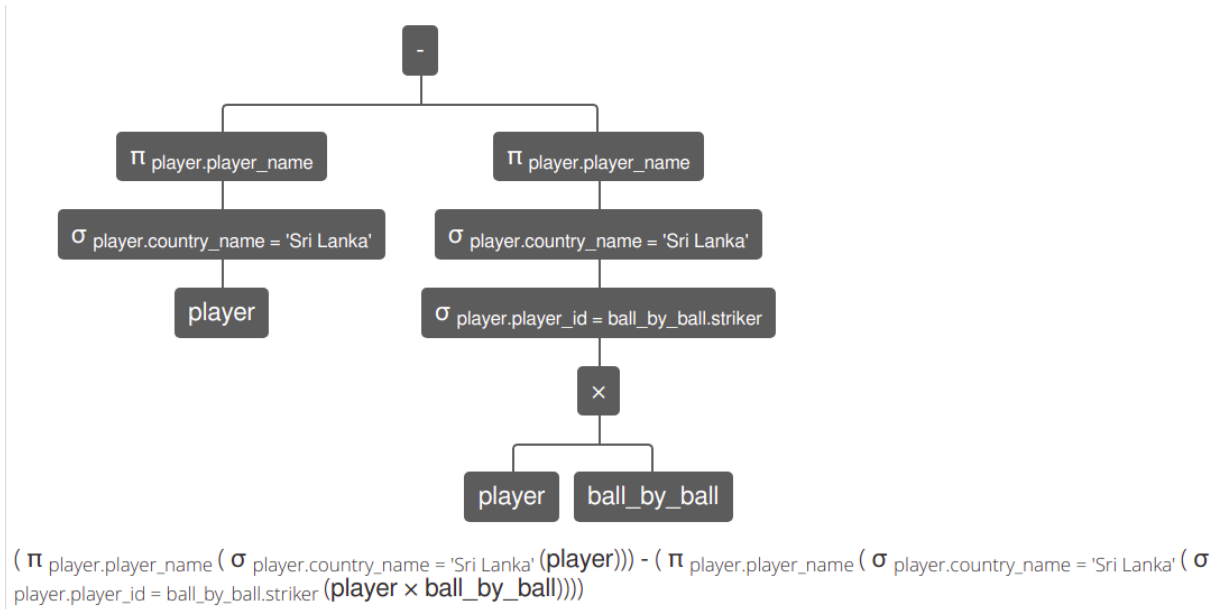 -
π player.player_name π player.player_name
σ player.country_name = 'Sri Lanka' σ player.country_name = 'Sri Lanka'
player σ player.player_id = ball_by_ball.striker
×
player ball_by_ball
( π player.player_name ( σ player.country_name = 'Sri Lanka' (player))) - ( π player.player_name ( σ player.country_name = 'Sri Lanka' ( σ
player.player_id = ball_by_ball.striker (player × ball_by_ball))))